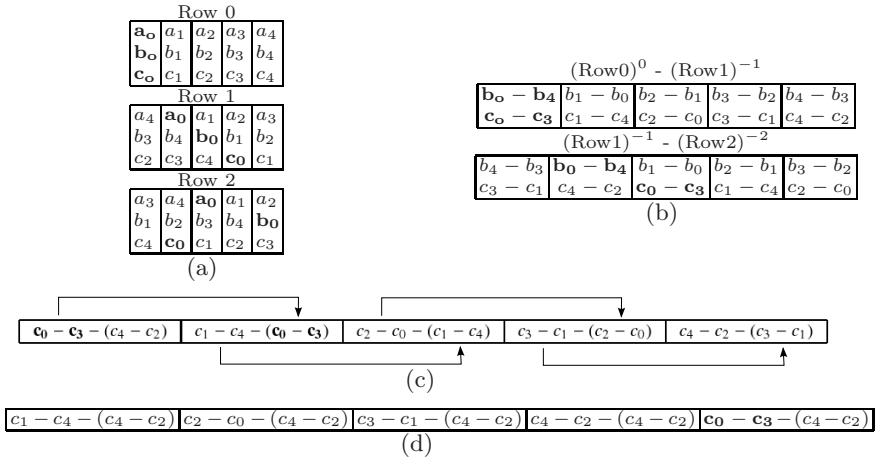 Row 0
aₒ a₁ a₂ a₃ a₄
bₒ b₁ b₂ b₃ b₄
cₒ c₁ c₂ c₃ c₄
Row 1
a₄ a₀ a₁ a₂ a₃
b₃ b₄ b₀ b₁ b₂
c₂ c₃ c₄ c₀ c₁
Row 2
a₃ a₄ a₀ a₁ a₂
b₁ b₂ b₃ b₄ b₀
c₄ c₀ c₁ c₂ c₃
(a)
(Row0)⁰ - (Row1)⁻¹
bₒ − b₄ b₁ − b₀ b₂ − b₁ b₃ − b₂ b₄ − b₃
cₒ − c₃ c₁ − c₄ c₂ − c₀ c₃ − c₁ c₄ − c₂
(Row1)⁻¹ - (Row2)⁻²
b₄ − b₃ b₀ − b₄ b₁ − b₀ b₂ − b₁ b₃ − b₂
c₃ − c₁ c₄ − c₂ c₀ − c₃ c₁ − c₄ c₂ − c₀
(b)
c₀ − c₃ − (c₄ − c₂) c₁ − c₄ − (c₀ − c₃) c₂ − c₀ − (c₁ − c₄) c₃ − c₁ − (c₂ − c₀) c₄ − c₂ − (c₃ − c₁)
(c)
c₁ − c₄ − (c₄ − c₂) c₂ − c₀ − (c₄ − c₂) c₃ − c₁ − (c₄ − c₂) c₄ − c₂ − (c₄ − c₂) c₀ − c₃ − (c₄ − c₂)
(d)